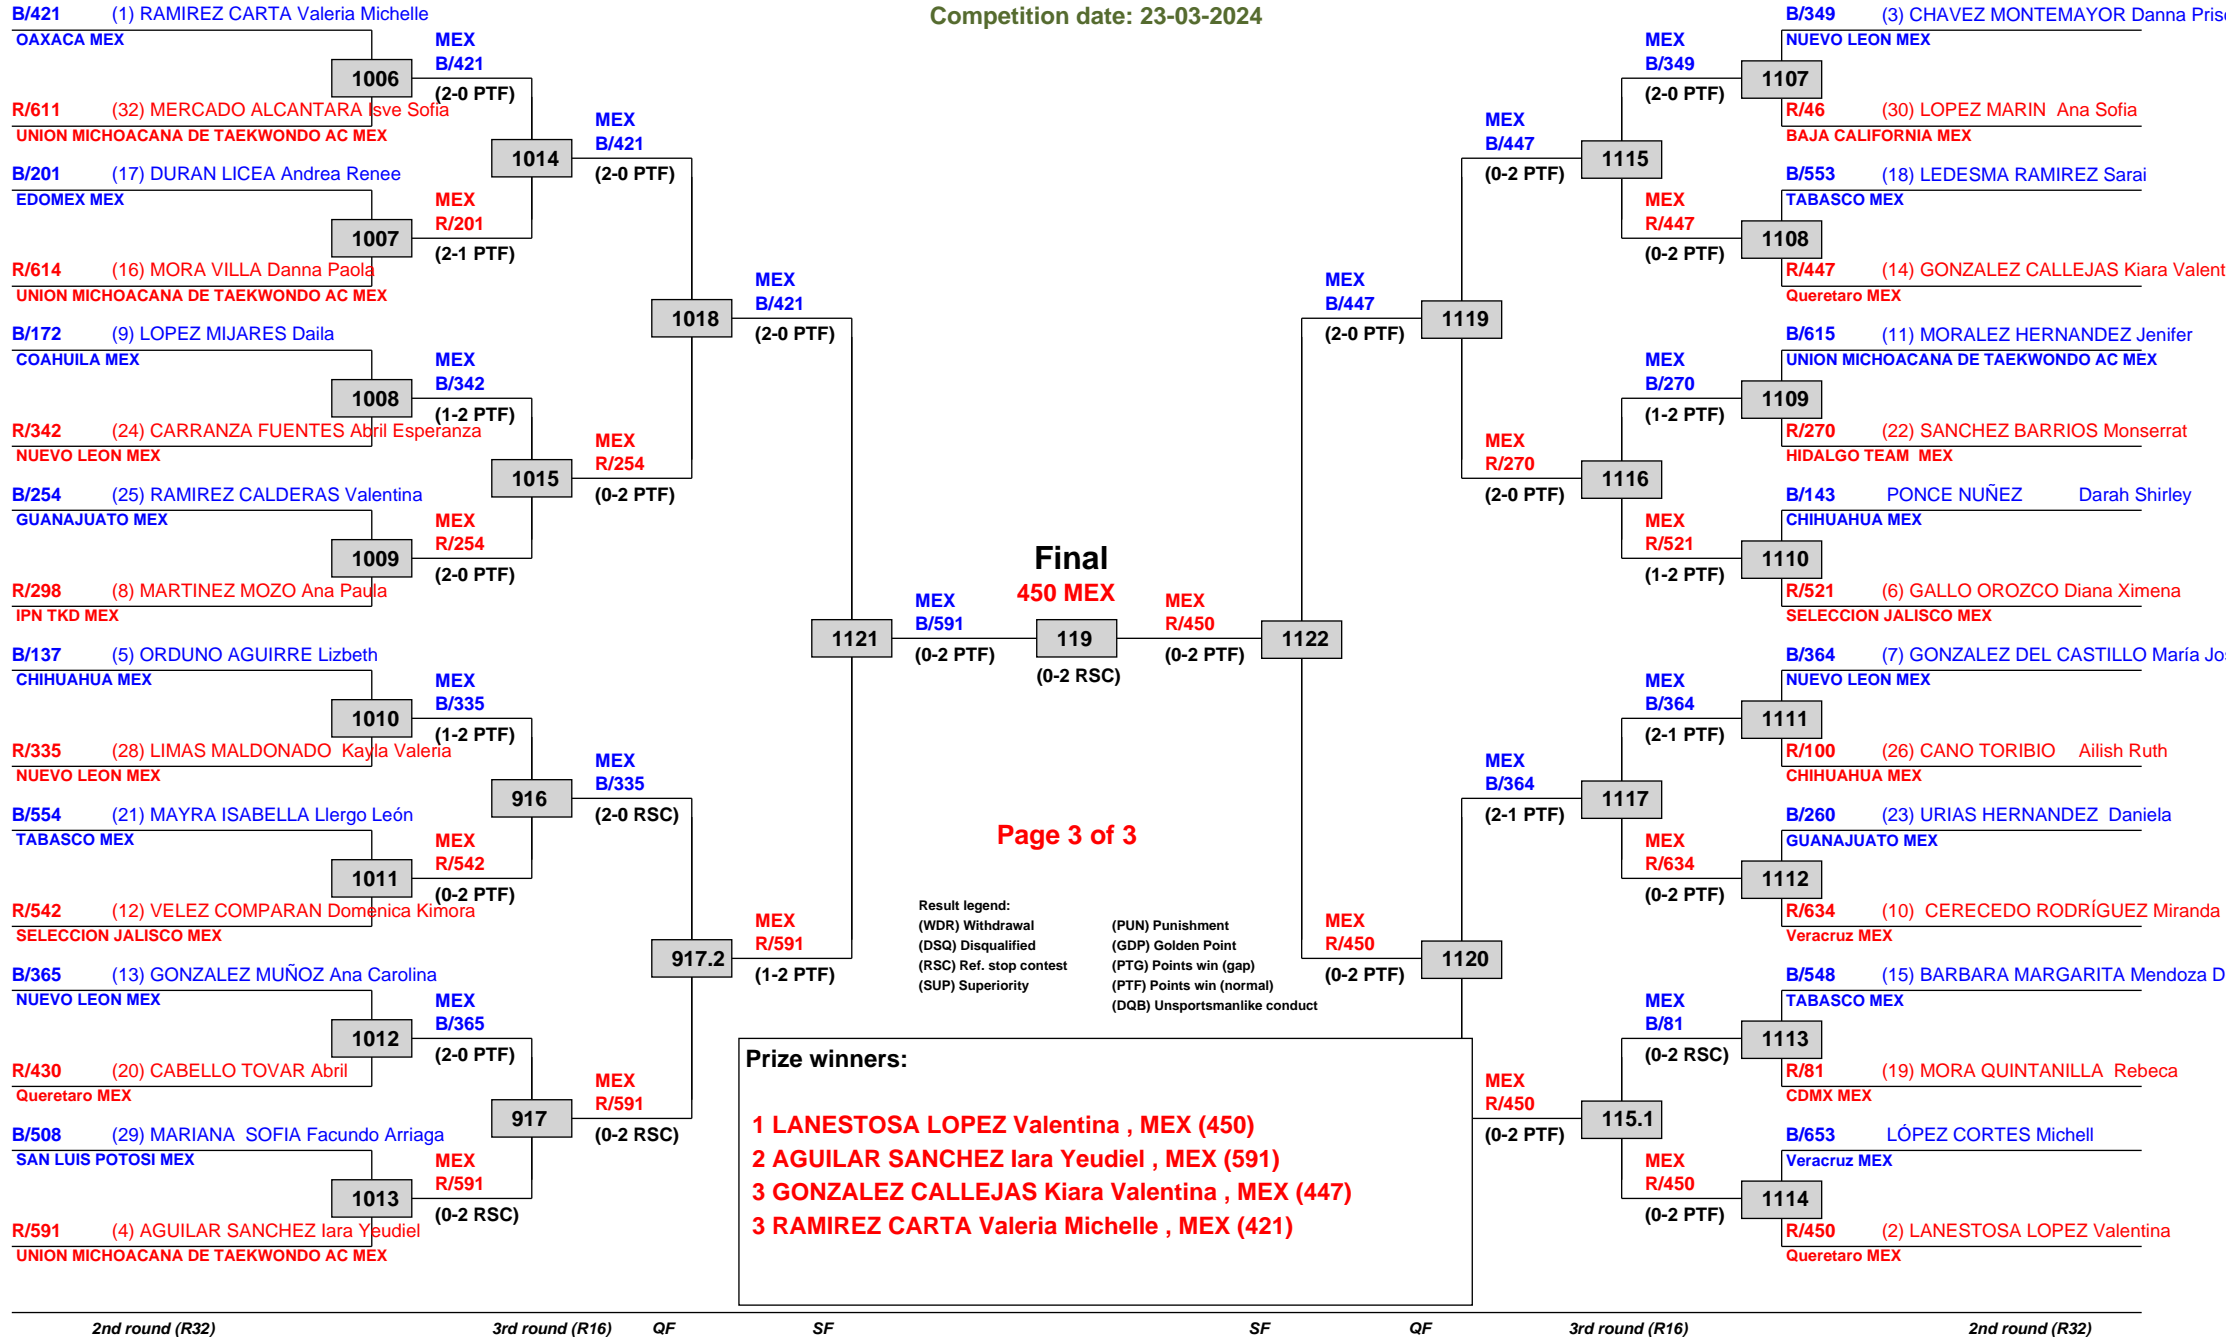 Competition date: 23-03-2024
B/421 (1) RAMIREZ CARTA Valeria Michelle
OAXACA MEX
R/611 (32) MERCADO ALCANTARA Isve Sofia
UNION MICHOACANA DE TAEKWONDO AC MEX
B/201 (17) DURAN LICEA Andrea Renee
EDOMEX MEX
R/614 (16) MORA VILLA Danna Paola
UNION MICHOACANA DE TAEKWONDO AC MEX
B/172 (9) LOPEZ MIJARES Daila
COAHUILA MEX
R/342 (24) CARRANZA FUENTES Abril Esperanza
NUEVO LEON MEX
B/254 (25) RAMIREZ CALDERAS Valentina
GUANAJUATO MEX
R/298 (8) MARTINEZ MOZO Ana Paula
IPN TKD MEX
B/137 (5) ORDUNO AGUIRRE Lizbeth
CHIHUAHUA MEX
R/335 (28) LIMAS MALDONADO Kayla Valeria
NUEVO LEON MEX
B/554 (21) MAYRA ISABELLA Llergo León
TABASCO MEX
R/542 (12) VELEZ COMPARAN Domenica Kimora
SELECCION JALISCO MEX
B/365 (13) GONZALEZ MUÑOZ Ana Carolina
NUEVO LEON MEX
R/430 (20) CABELLO TOVAR Abril
Queretaro MEX
B/508 (29) MARIANA SOFIA Facundo Arriaga
SAN LUIS POTOSI MEX
R/591 (4) AGUILAR SANCHEZ Iara Yeudiel
UNION MICHOACANA DE TAEKWONDO AC MEX
1006
MEX
B/421
(2-0 PTF)
1007
MEX
R/201
(2-1 PTF)
1008
MEX
B/342
(1-2 PTF)
1009
MEX
R/254
(2-0 PTF)
1010
MEX
B/335
(1-2 PTF)
1011
MEX
R/542
(0-2 PTF)
1012
MEX
B/365
(2-0 PTF)
1013
MEX
R/591
(0-2 RSC)
1014
MEX
B/421
(2-0 PTF)
1015
MEX
R/254
(0-2 PTF)
916
MEX
B/335
(2-0 RSC)
917
MEX
R/591
(0-2 RSC)
1018
MEX
B/421
(2-0 PTF)
917.2
MEX
R/591
(1-2 PTF)
1121
MEX
B/591
(0-2 PTF)
Final
450 MEX
119
(0-2 RSC)
MEX
R/450
(0-2 PTF)
1122
MEX
B/447
(2-0 PTF)
1119
MEX
R/450
(0-2 PTF)
1120
MEX
B/447
(0-2 PTF)
1115
MEX
R/270
(2-0 PTF)
1116
MEX
B/364
(2-1 PTF)
1117
MEX
R/450
(0-2 PTF)
115.1
MEX
B/349
(2-0 PTF)
1107
MEX
R/447
(0-2 PTF)
1108
MEX
B/270
(1-2 PTF)
1109
MEX
R/521
(1-2 PTF)
1110
MEX
B/364
(2-1 PTF)
1111
MEX
R/634
(0-2 PTF)
1112
MEX
B/81
(0-2 RSC)
1113
MEX
R/450
(0-2 PTF)
1114
B/349 (3) CHAVEZ MONTEMAYOR Danna
NUEVO LEON MEX
R/46 (30) LOPEZ MARIN Ana Sofia
BAJA CALIFORNIA MEX
B/553 (18) LEDESMA RAMIREZ Sarai
TABASCO MEX
R/447 (14) GONZALEZ CALLEJAS Kiara Valent
Queretaro MEX
B/615 (11) MORALEZ HERNANDEZ Jenifer
UNION MICHOACANA DE TAEKWONDO AC MEX
R/270 (22) SANCHEZ BARRIOS Monserrat
HIDALGO TEAM MEX
B/143 PONCE NUÑEZ Darah Shirley
CHIHUAHUA MEX
R/521 (6) GALLO OROZCO Diana Ximena
SELECCION JALISCO MEX
B/364 (7) GONZALEZ DEL CASTILLO María
NUEVO LEON MEX
R/100 (26) CANO TORIBIO Ailish Ruth
CHIHUAHUA MEX
B/260 (23) URIAS HERNANDEZ Daniela
GUANAJUATO MEX
R/634 (10) CERECEDO RODRÍGUEZ Miranda
Veracruz MEX
B/548 (15) BARBARA MARGARITA Mendoza D
TABASCO MEX
R/81 (19) MORA QUINTANILLA Rebeca
CDMX MEX
B/653 LÓPEZ CORTES Michell
Veracruz MEX
R/450 (2) LANESTOSA LOPEZ Valentina
Queretaro MEX
Page 3 of 3
Result legend:
(WDR) Withdrawal
(DSQ) Disqualified
(RSC) Ref. stop contest
(SUP) Superiority
(PUN) Punishment
(GDP) Golden Point
(PTG) Points win (gap)
(PTF) Points win (normal)
(DQB) Unsportsmanlike conduct
Prize winners:
1 LANESTOSA LOPEZ Valentina , MEX (450)
2 AGUILAR SANCHEZ Iara Yeudiel , MEX (591)
3 GONZALEZ CALLEJAS Kiara Valentina , MEX (447)
3 RAMIREZ CARTA Valeria Michelle , MEX (421)
2nd round (R32) 3rd round (R16) QF SF SF QF 3rd round (R16) 2nd round (R32)